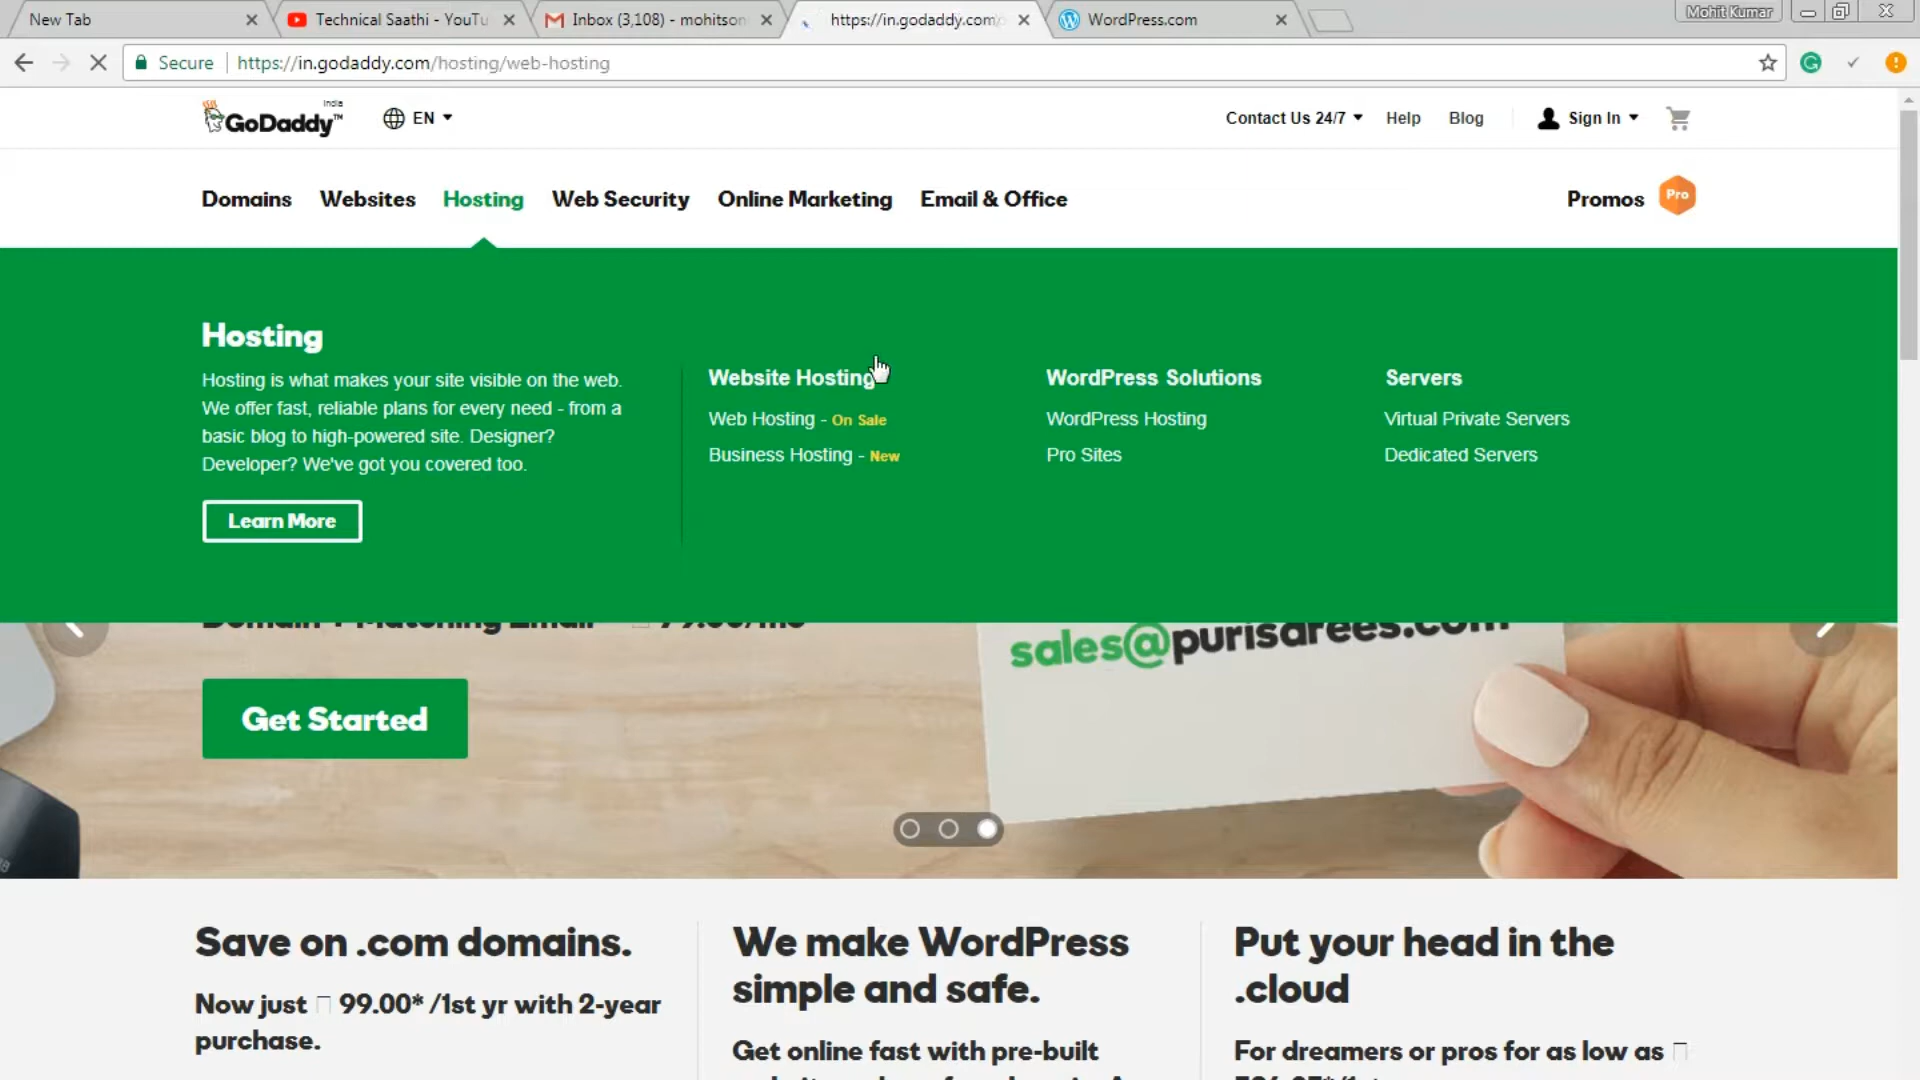 New Tab
Technical Saathi - YouTu
Inbox (3,108) - mohitson
https://in.godaddy.com/
WordPress.com
Mohit Kumar
Secure
https://in.godaddy.com/hosting/web-hosting
GoDaddy™
India
EN
Contact Us 24/7
Help
Blog
Sign In
Domains
Websites
Hosting
Web Security
Online Marketing
Email & Office
Promos
Pro
Hosting
Hosting is what makes your site visible on the web.
We offer fast, reliable plans for every need - from a
basic blog to high-powered site. Designer?
Developer? We've got you covered too.
Learn More
Website Hosting
Web Hosting - On Sale
Business Hosting - New
WordPress Solutions
WordPress Hosting
Pro Sites
Servers
Virtual Private Servers
Dedicated Servers
Domain + Matching Email
sales@purisarees.com
Get Started
Save on .com domains.
Now just 99.00* /1st yr with 2-year
purchase.
We make WordPress
simple and safe.
Get online fast with pre-built
Put your head in the
.cloud
For dreamers or pros for as low as